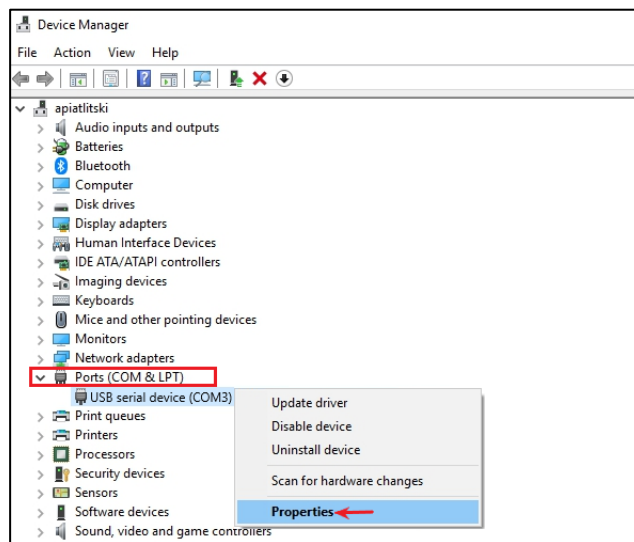 Device Manager
File Action View Help
apiatlitski
Audio inputs and outputs
Batteries
Bluetooth
Computer
Disk drives
Display adapters
Human Interface Devices
IDE ATA/ATAPI controllers
Imaging devices
Keyboards
Mice and other pointing devices
Monitors
Network adapters
Ports (COM & LPT)
USB serial device (COM3)
Print queues
Printers
Processors
Security devices
Sensors
Software devices
Sound, video and game controllers
Update driver
Disable device
Uninstall device
Scan for hardware changes
Properties